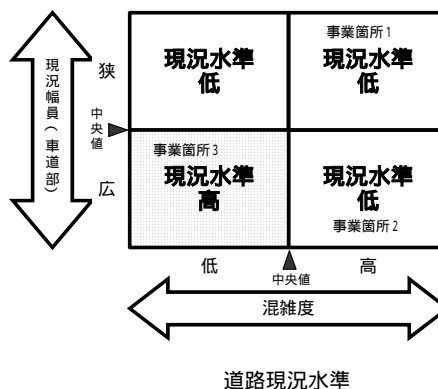 現況幅員(車道部)
狭
中央値
広
現況水準
低
事業箇所1
現況水準
低
事業箇所3
現況水準
高
現況水準
低
事業箇所2
低
中央値
高
混雑度
道路現況水準